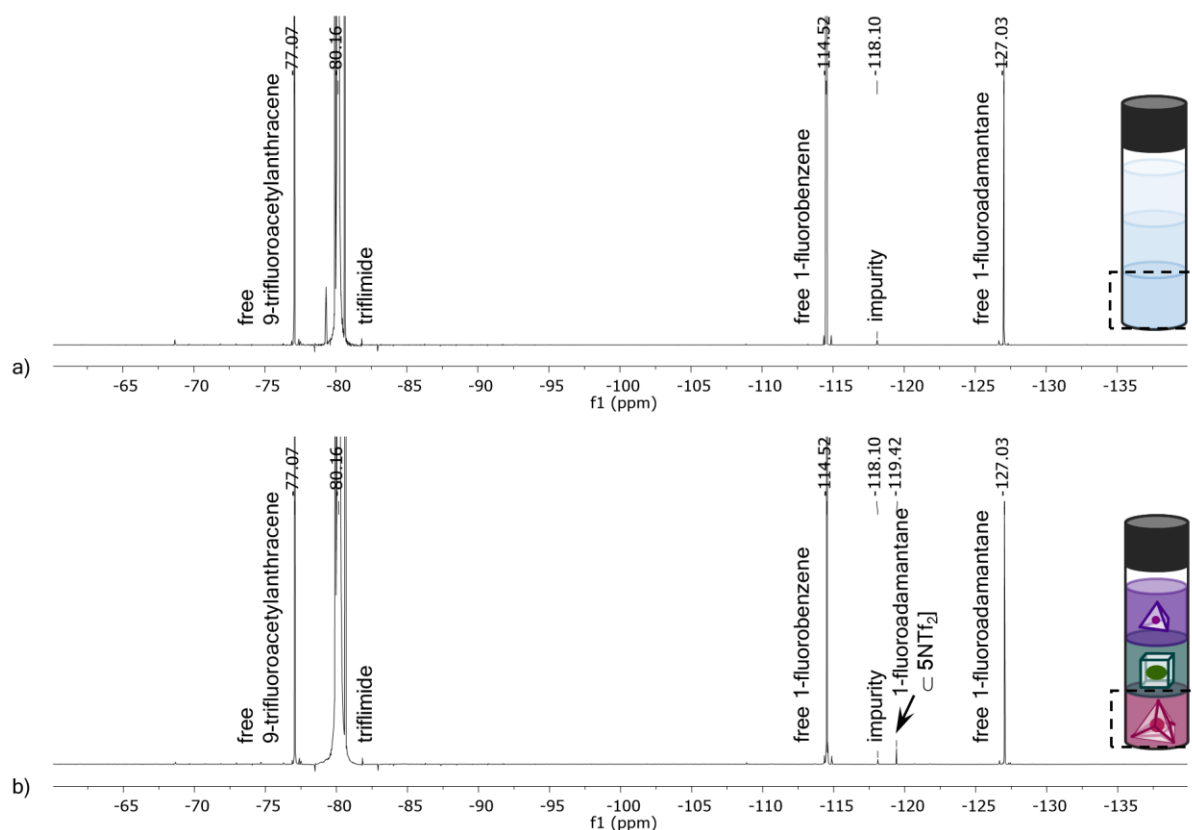 -77.07
-80.16
-114.52
-118.10
-127.03
free
9-trifluoroacetylanthracene
triflimide
free 1-fluorobenzene
impurity
free 1-fluoroadamantane
a)
-65 -70 -75 -80 -85 -90 -95 -100 -105 -110 -115 -120 -125 -130 -135
f1 (ppm)
-77.07
-80.16
-114.52
-118.10
-119.42
-127.03
free
9-trifluoroacetylanthracene
triflimide
free 1-fluorobenzene
impurity
1-fluoroadamantane
⊂ 5NTf₂]
free 1-fluoroadamantane
b)
-65 -70 -75 -80 -85 -90 -95 -100 -105 -110 -115 -120 -125 -130 -135
f1 (ppm)